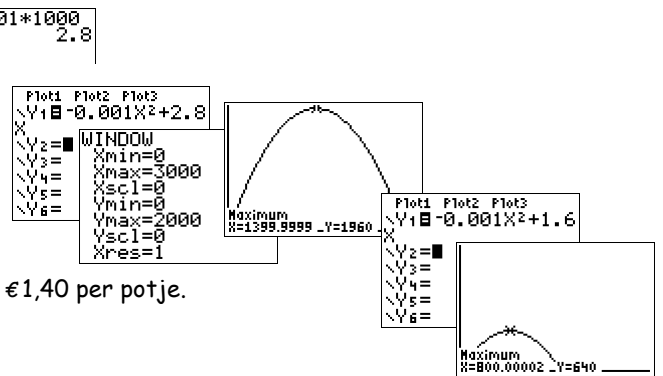 01*1000
2.8
Plot1 Plot2 Plot3
\Y1=-0.001X²+2.8
X
\Y2=
\Y3=
\Y4=
\Y5=
\Y6=
WINDOW
Xmin=0
Xmax=3000
Xscl=0
Ymin=0
Ymax=2000
Yscl=0
Xres=1
Maximum
X=1399.9999 Y=1960
Plot1 Plot2 Plot3
\Y1=-0.001X²+1.6
X
\Y2=
\Y3=
\Y4=
\Y5=
\Y6=
Maximum
X=800.00002 Y=640
€1,40 per potje.